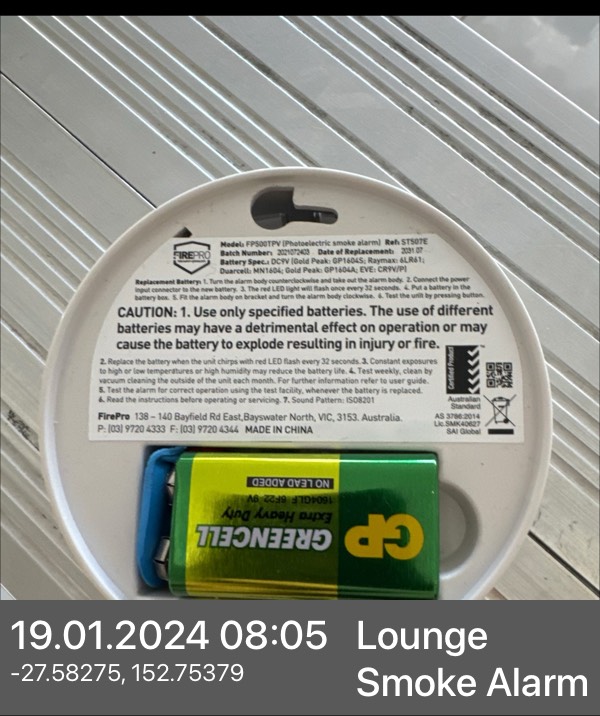 FIREPRO
Model: FP500TPV (Photoelectric smoke alarm) Ref: ST507E
Batch Number: 2021072403 Date of Replacement: 2031.07
Battery Spec.: DC9V (Gold Peak: GP1604S; Raymax: 6LR61;
Duarcell: MN1604; Gold Peak: GP1604A; EVE: CR9V/P)
Replacement Battery: 1. Turn the alarm body counterclockwise and take out the alarm body. 2. Connect the power
input connector to the new battery. 3. The red LED light will flash once every 32 seconds. 4. Put a battery in the
battery box. 5. Fit the alarm body on bracket and turn the alarm body clockwise. 6. Test the unit by pressing button.
CAUTION: 1. Use only specified batteries. The use of different
batteries may have a detrimental effect on operation or may
cause the battery to explode resulting in injury or fire.
2. Replace the battery when the unit chirps with red LED flash every 32 seconds. 3. Constant exposures
to high or low temperatures or high humidity may reduce the battery life. 4. Test weekly, clean by
vacuum cleaning the outside of the unit each month. For further information refer to user guide.
5. Test the alarm for correct operation using the test facility, whenever the battery is replaced.
6. Read the instructions before operating or servicing. 7. Sound Pattern: ISO8201
Certified Product
Australian
Standard
AS 3786:2014
Lic.SMK40627
SAI Global
FirePro 138 – 140 Bayfield Rd East,Bayswater North, VIC, 3153. Australia.
P: (03) 9720 4333 F: (03) 9720 4344 MADE IN CHINA
GP
GREENCELL
Extra Heavy Duty
1604GLF 6F22 9V
NO LEAD ADDED
19.01.2024 08:05
-27.58275, 152.75379
Lounge
Smoke Alarm